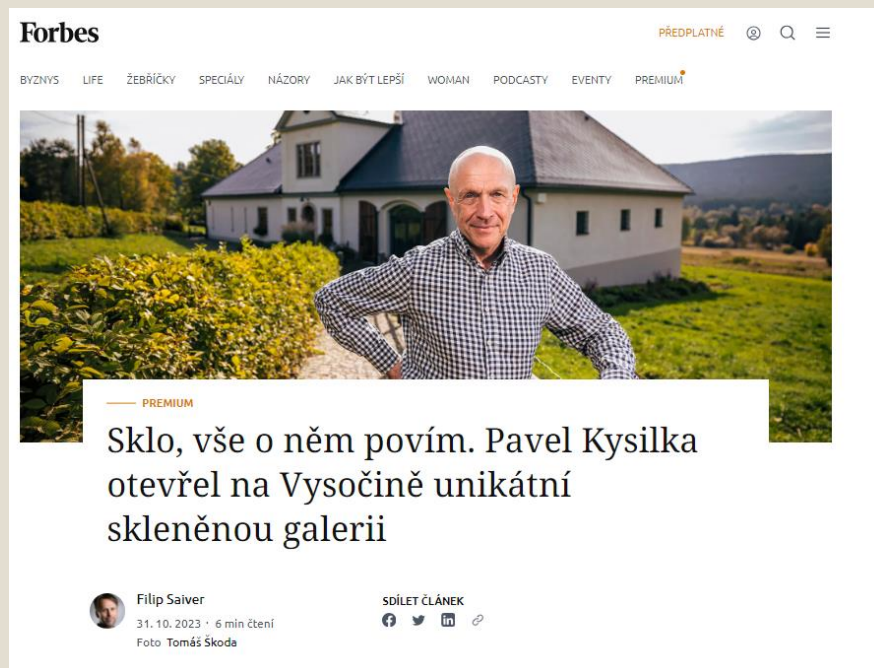 Forbes
PŘEDPLATNÉ
BYZNYS LIFE ŽEBŘÍČKY SPECIÁLY NÁZORY JAK BÝT LEPŠÍ WOMAN PODCASTY EVENTY PREMIUM
PREMIUM
Sklo, vše o něm povím. Pavel Kysilka
otevřel na Vysočině unikátní
skleněnou galerii
Filip Saiver
SDÍLET ČLÁNEK
31. 10. 2023 · 6 min čtení
Foto Tomáš Škoda